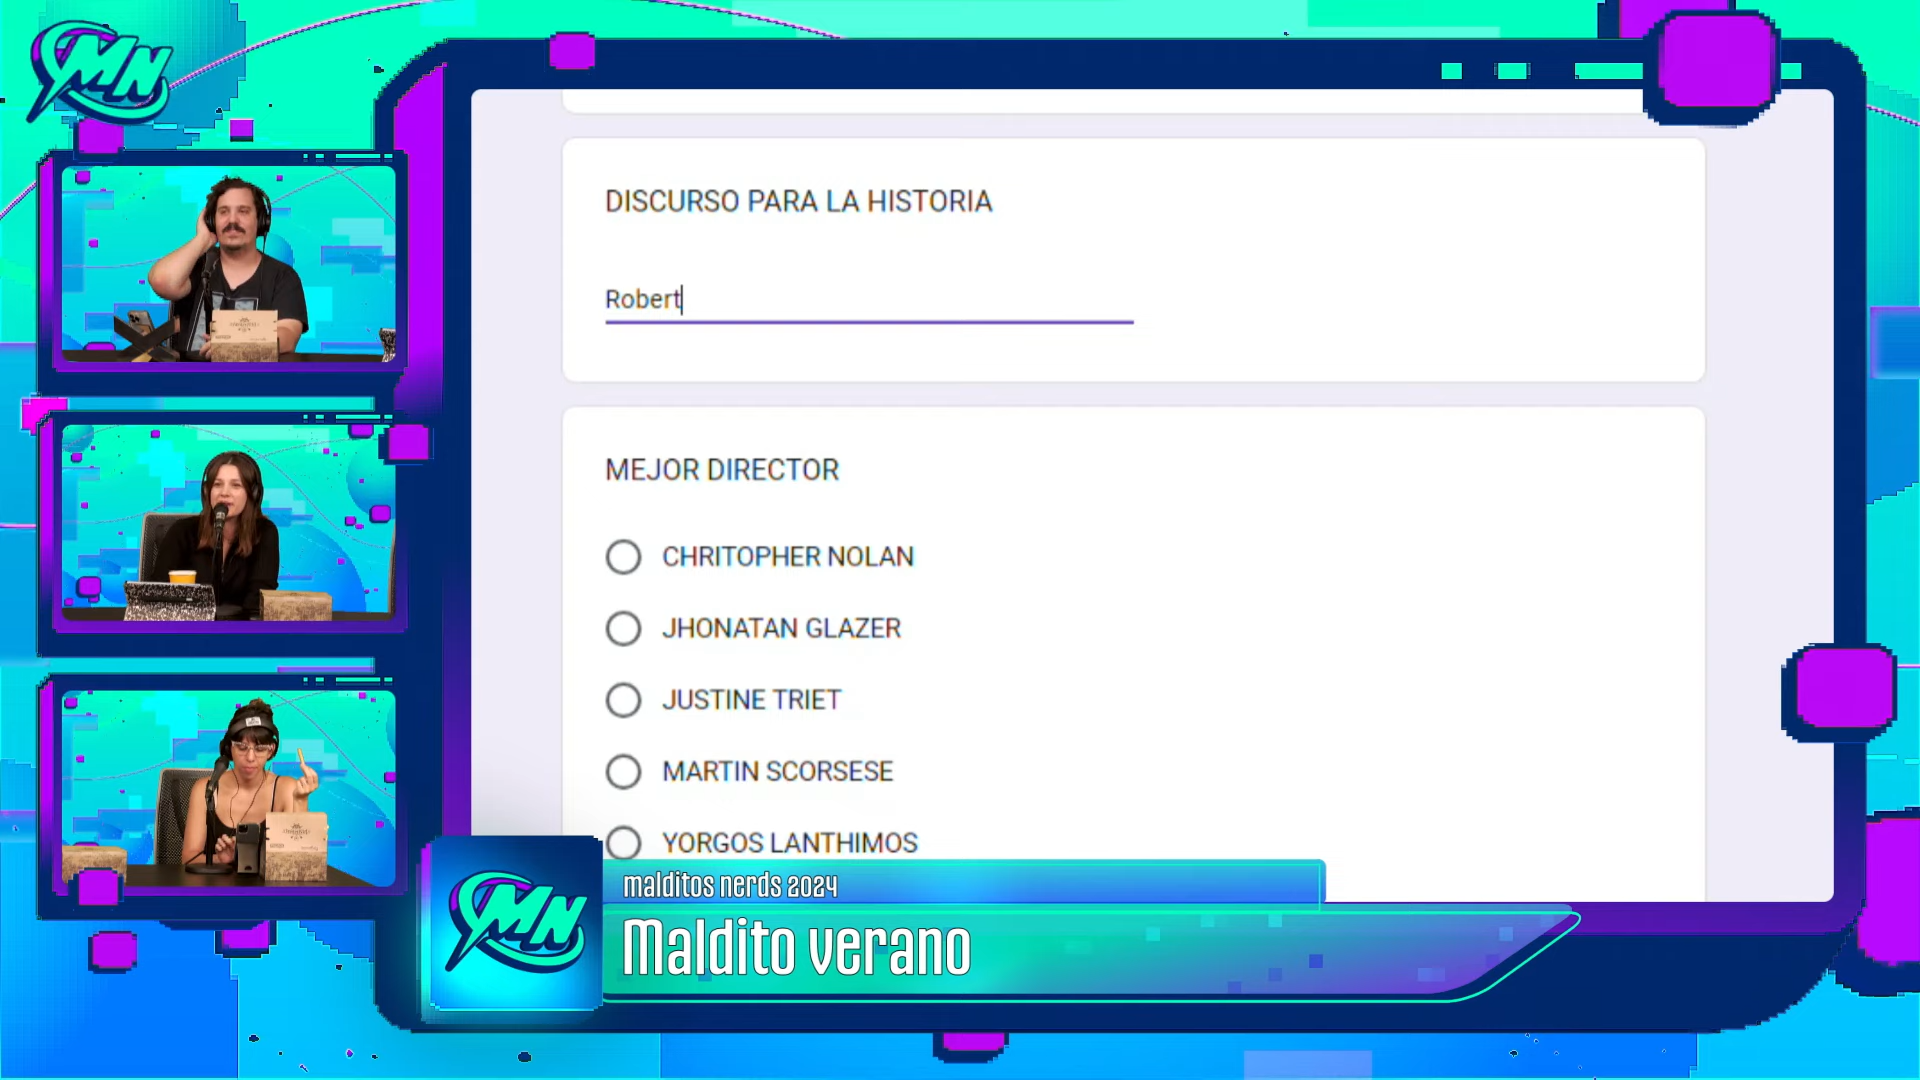 MN
DISCURSO PARA LA HISTORIA
Robert
MEJOR DIRECTOR
CHRITOPHER NOLAN
JHONATAN GLAZER
JUSTINE TRIET
MARTIN SCORSESE
YORGOS LANTHIMOS
MN
malditos nerds 2024
Maldito verano